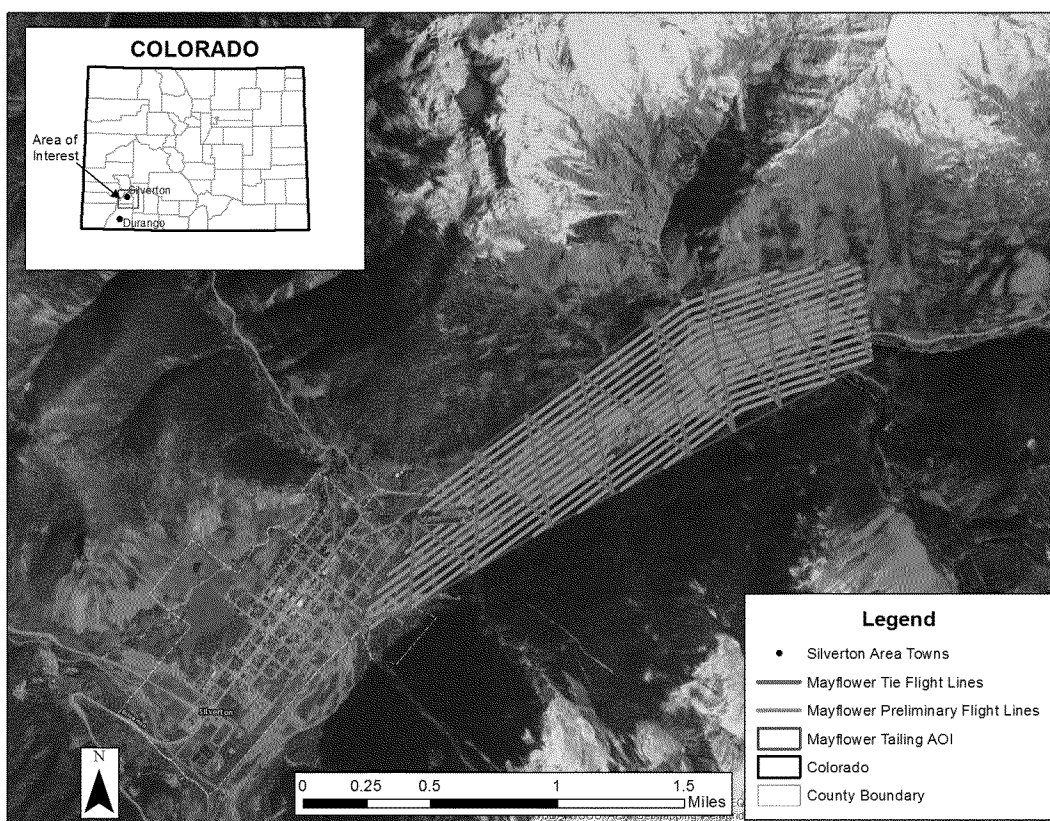 COLORADO
Area of
Interest
Silverton
Durango
Silverton
N
0 0.25 0.5 1 1.5
Miles
Legend
Silverton Area Towns
Mayflower Tie Flight Lines
Mayflower Preliminary Flight Lines
Mayflower Tailing AOI
Colorado
County Boundary